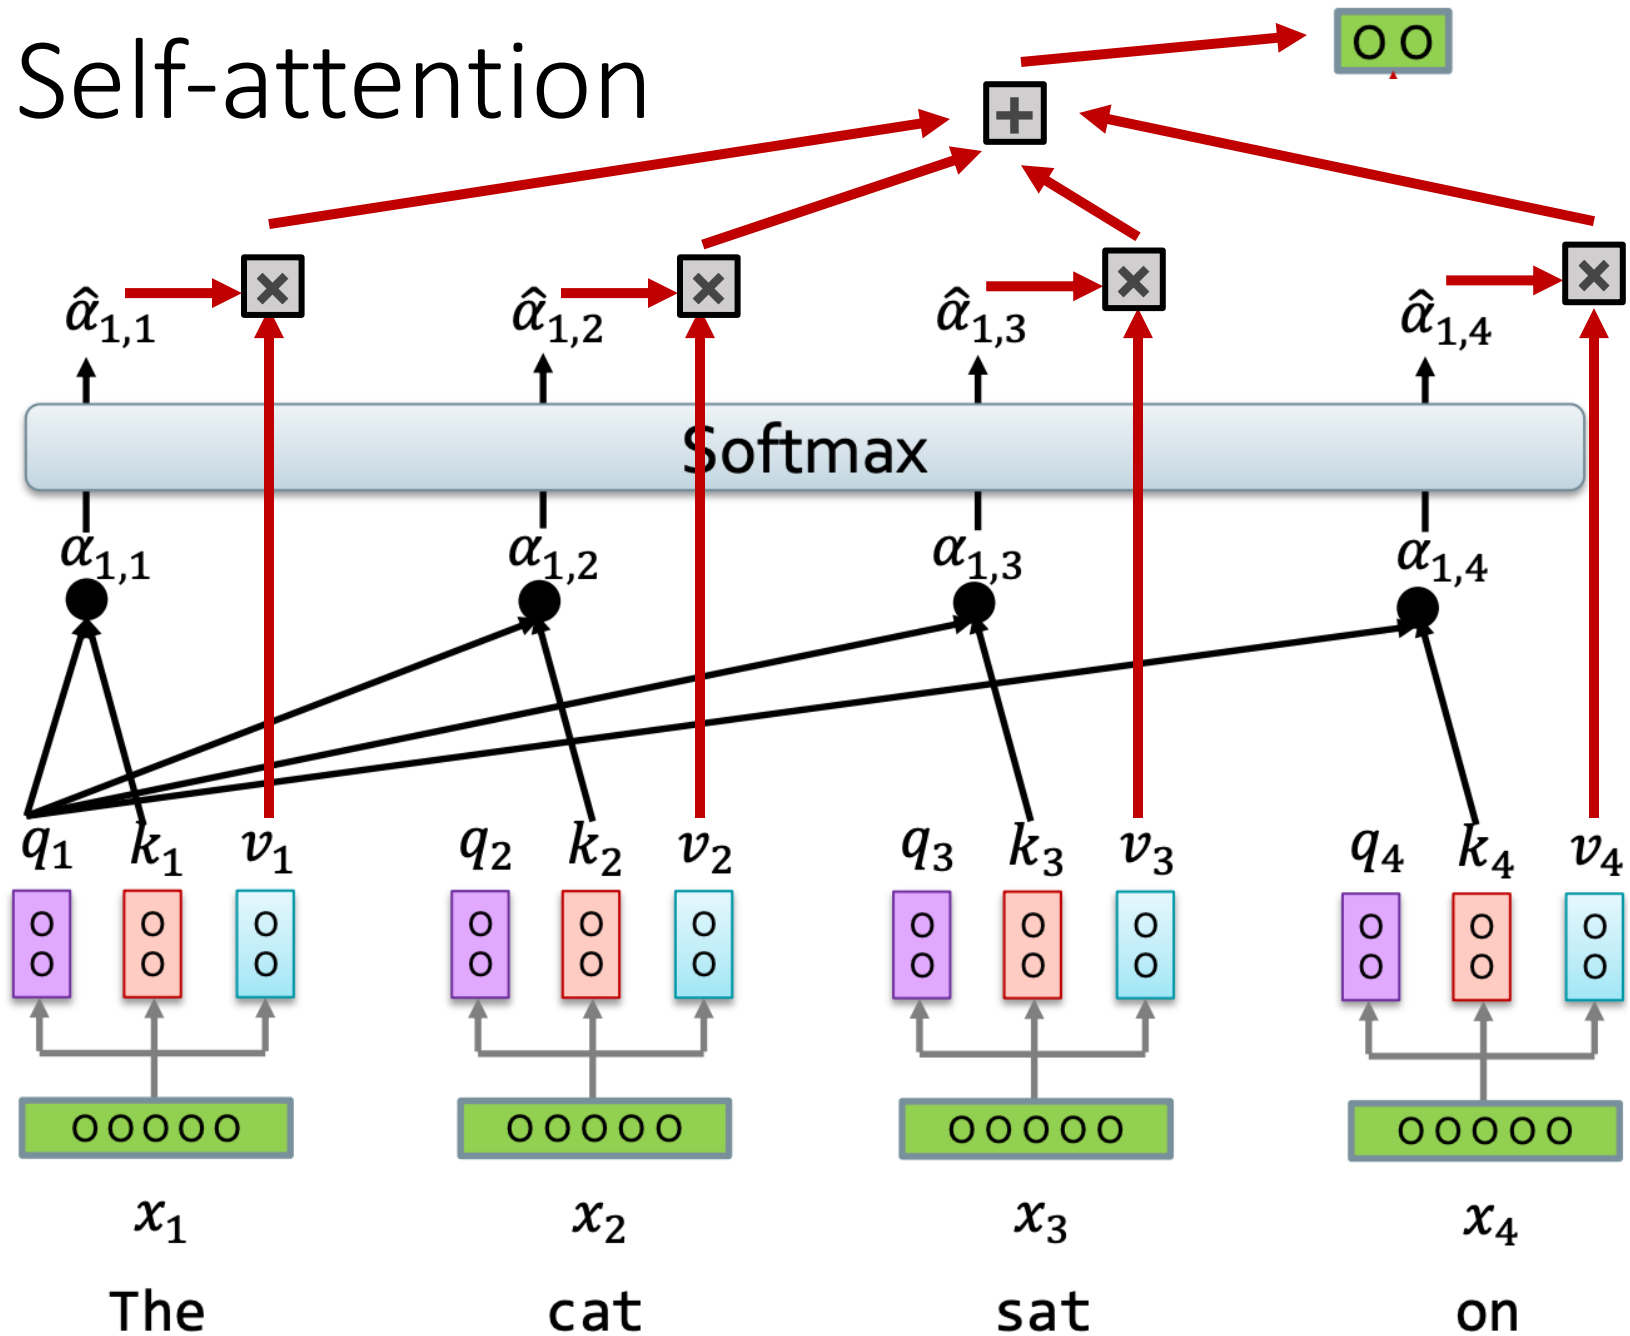 Self-attention
O O
+
× × × ×
α̂1,1 α̂1,2 α̂1,3 α̂1,4
Softmax
α1,1 α1,2 α1,3 α1,4
q1 k1 v1 q2 k2 v2 q3 k3 v3 q4 k4 v4
O O O O O O O O O O O O
O O O O O O O O O O O O
O O O O O O O O O O O O O O O O O O O O
x1 x2 x3 x4
The cat sat on